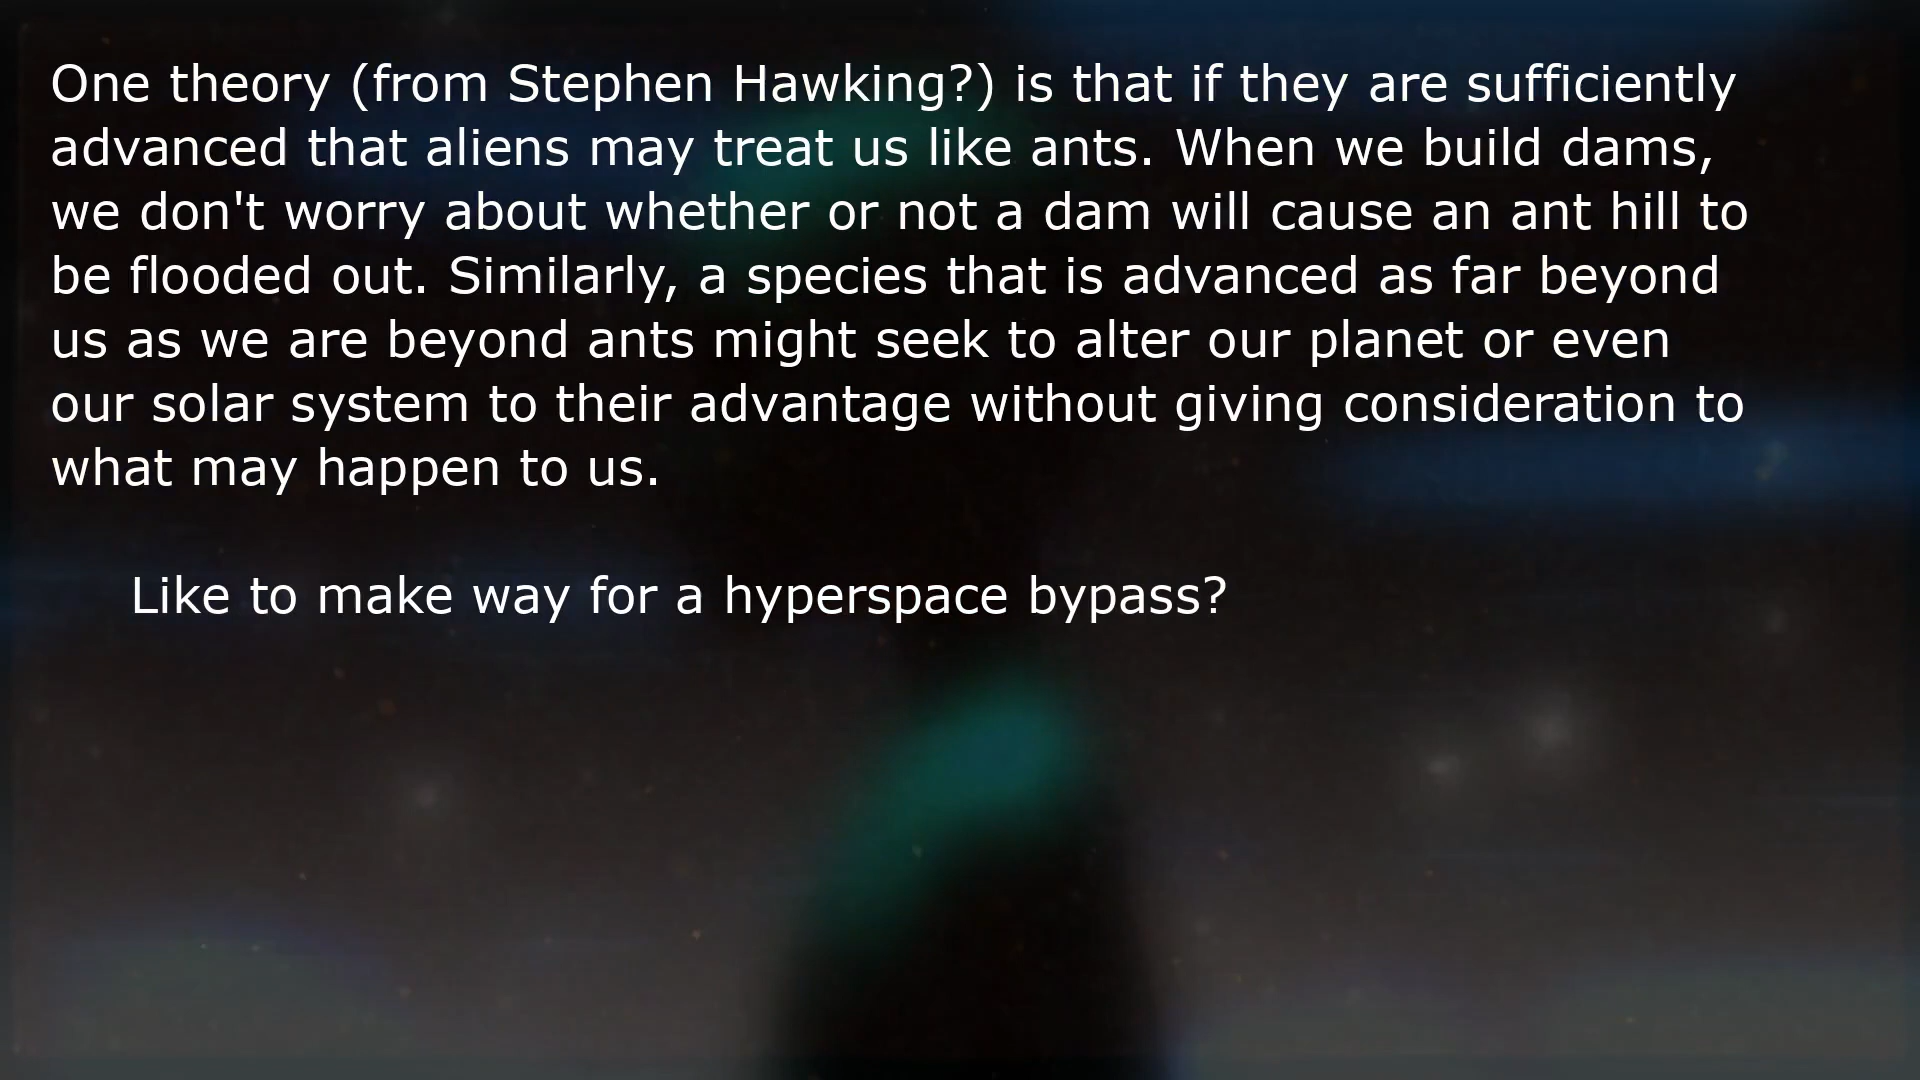 One theory (from Stephen Hawking?) is that if they are sufficiently
advanced that aliens may treat us like ants. When we build dams,
we don't worry about whether or not a dam will cause an ant hill to
be flooded out. Similarly, a species that is advanced as far beyond
us as we are beyond ants might seek to alter our planet or even
our solar system to their advantage without giving consideration to
what may happen to us.
Like to make way for a hyperspace bypass?